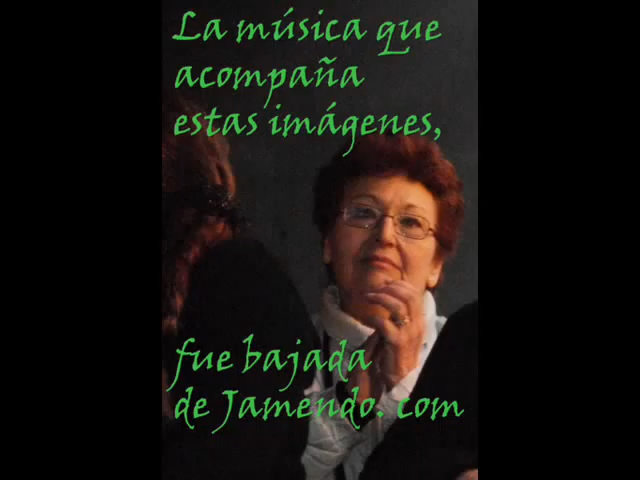 La música que
acompaña
estas imágenes,
fue bajada
de Jamendo. com